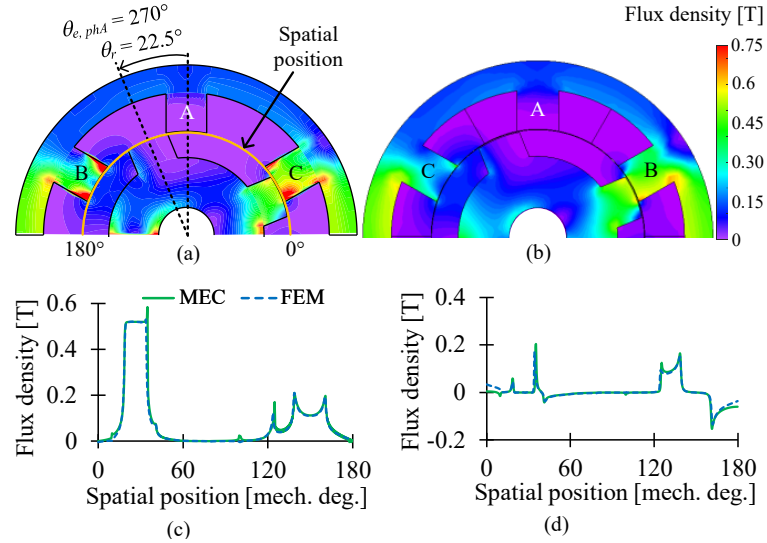 Flux density [T]
θe, phA = 270°
θr = 22.5°
Spatial
position
A
B
C
180°
0°
(a)
A
C
B
(b)
0.75
0.6
0.45
0.3
0.15
0
MEC
FEM
Flux density [T]
0.6
0.4
0.2
0
0
60
120
180
Spatial position [mech. deg.]
(c)
Flux density [T]
0.4
0.2
0
-0.2
0
60
120
180
Spatial position [mech. deg.]
(d)